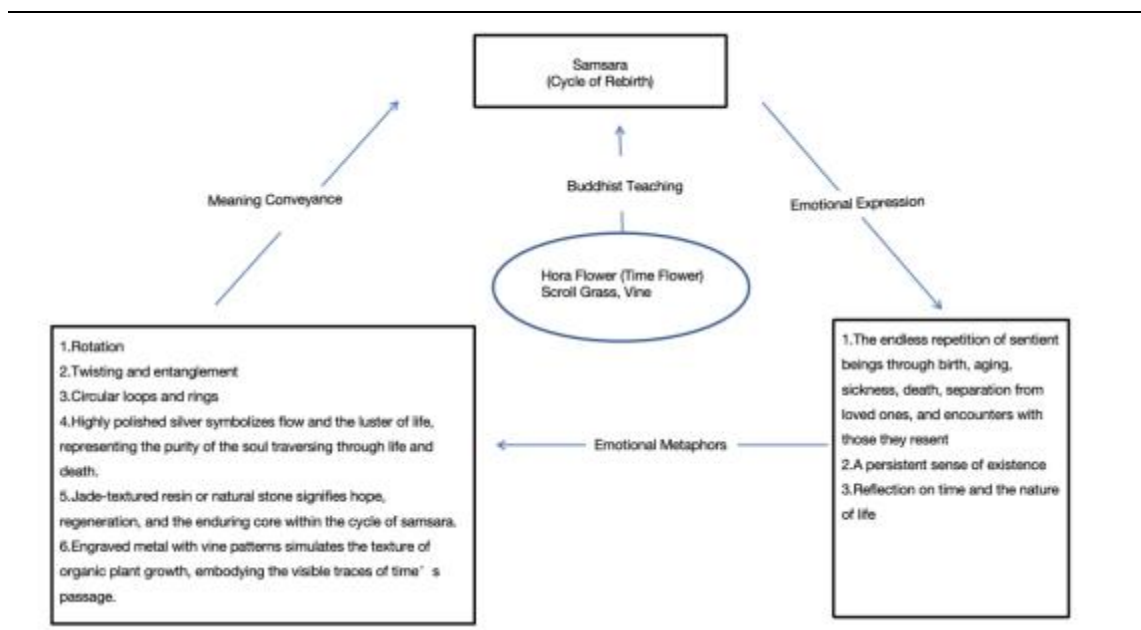 Samsara
(Cycle of Rebirth)
Meaning Conveyance
Buddhist Teaching
Emotional Expression
Hora Flower (Time Flower)
Scroll Grass, Vine
1.Rotation
2.Twisting and entanglement
3.Circular loops and rings
4.Highly polished silver symbolizes flow and the luster of life,
representing the purity of the soul traversing through life and
death.
5.Jade-textured resin or natural stone signifies hope,
regeneration, and the enduring core within the cycle of samsara.
6.Engraved metal with vine patterns simulates the texture of
organic plant growth, embodying the visible traces of time' s
passage.
Emotional Metaphors
1.The endless repetition of sentient
beings through birth, aging,
sickness, death, separation from
loved ones, and encounters with
those they resent
2.A persistent sense of existence
3.Reflection on time and the nature
of life